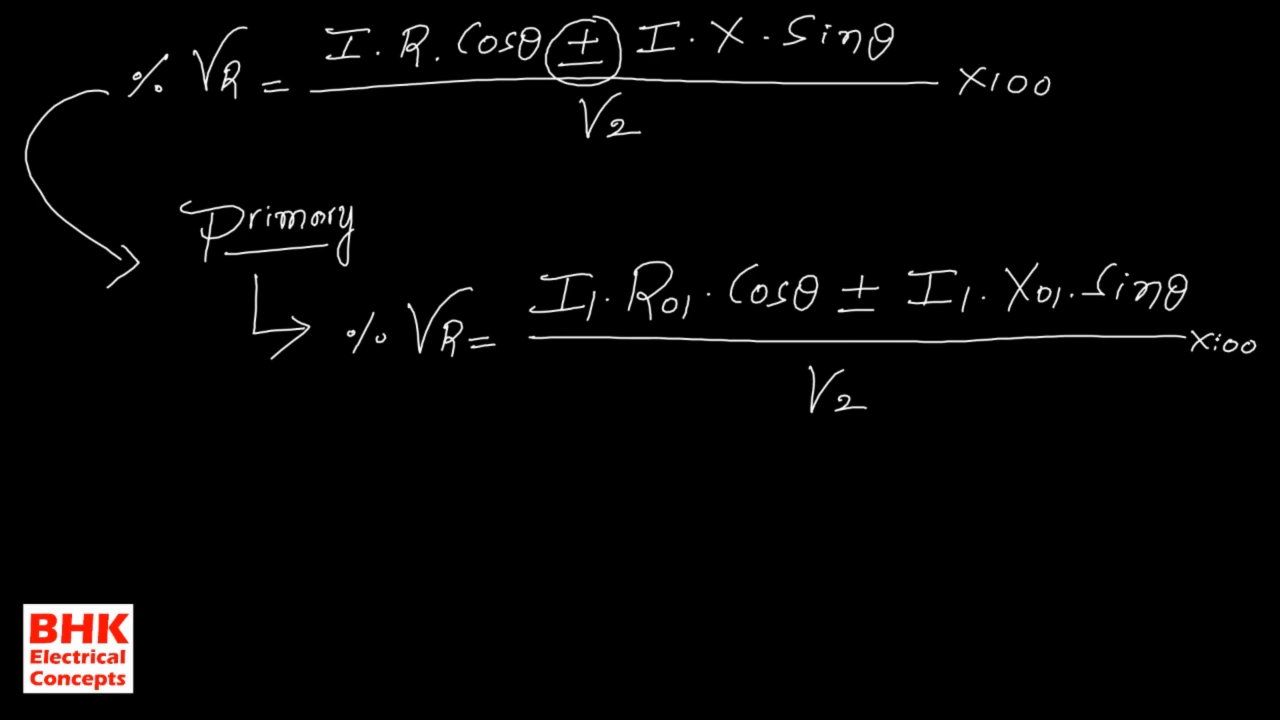 % VR = I . R . Cosθ ± I . X . Sinθ / V2 ×100
Primary
% VR = I1 . R01 . Cosθ ± I1 . X01 . Sinθ / V2 ×100
BHK
Electrical
Concepts